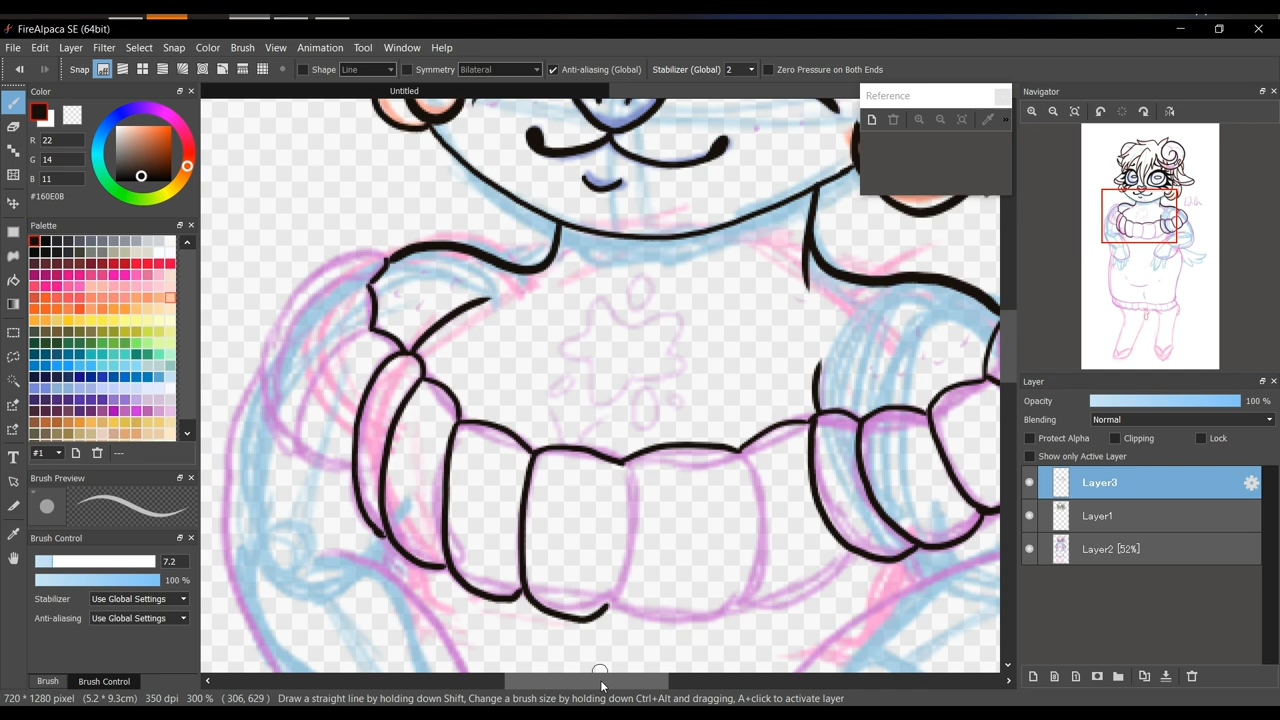 FireAlpaca SE (64bit)
File Edit Layer Filter Select Snap Color Brush View Animation Tool Window Help
Snap Shape Line Symmetry Bilateral Anti-aliasing (Global) Stabilizer (Global) 2 Zero Pressure on Both Ends
Color
R 22
G 14
B 11
#160E0B
Palette
#1 ---
Brush Preview
Brush Control
7.2
100 %
Stabilizer Use Global Settings
Anti-aliasing Use Global Settings
Brush Brush Control
Untitled
Reference
Navigator
Layer
Opacity 100 %
Blending Normal
Protect Alpha Clipping Lock
Show only Active Layer
Layer3
Layer1
Layer2 [52%]
720 * 1280 pixel (5.2 * 9.3cm) 350 dpi 300 % ( 306, 629 ) Draw a straight line by holding down Shift, Change a brush size by holding down Ctrl+Alt and dragging, A+click to activate layer